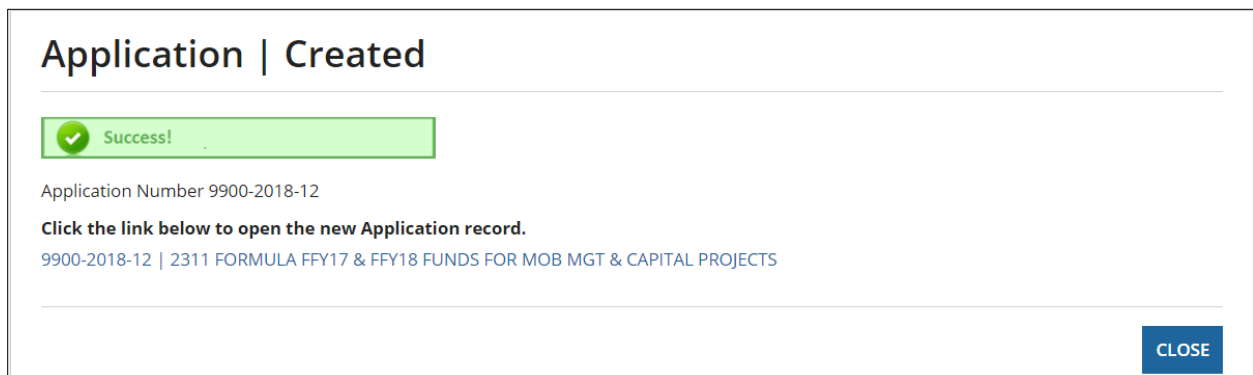 Application | Created
Success!
Application Number 9900-2018-12
Click the link below to open the new Application record.
9900-2018-12 | 2311 FORMULA FFY17 & FFY18 FUNDS FOR MOB MGT & CAPITAL PROJECTS
CLOSE